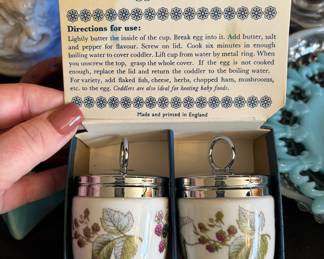 Directions for use:
Lightly butter the inside of the cup. Break egg into it. Add butter, salt
and pepper for flavour. Screw on lid. Cook six minutes in enough
boiling water to cover coddler. Lift cup from water by metal ring. When
you unscrew the top, grasp the whole cover. If the egg is not cooked
enough, replace the lid and return the coddler to the boiling water.
For variety, add flaked fish, cheese, herbs, chopped ham, mushrooms,
etc. to the egg. Coddlers are also ideal for heating baby foods.
Made and printed in England